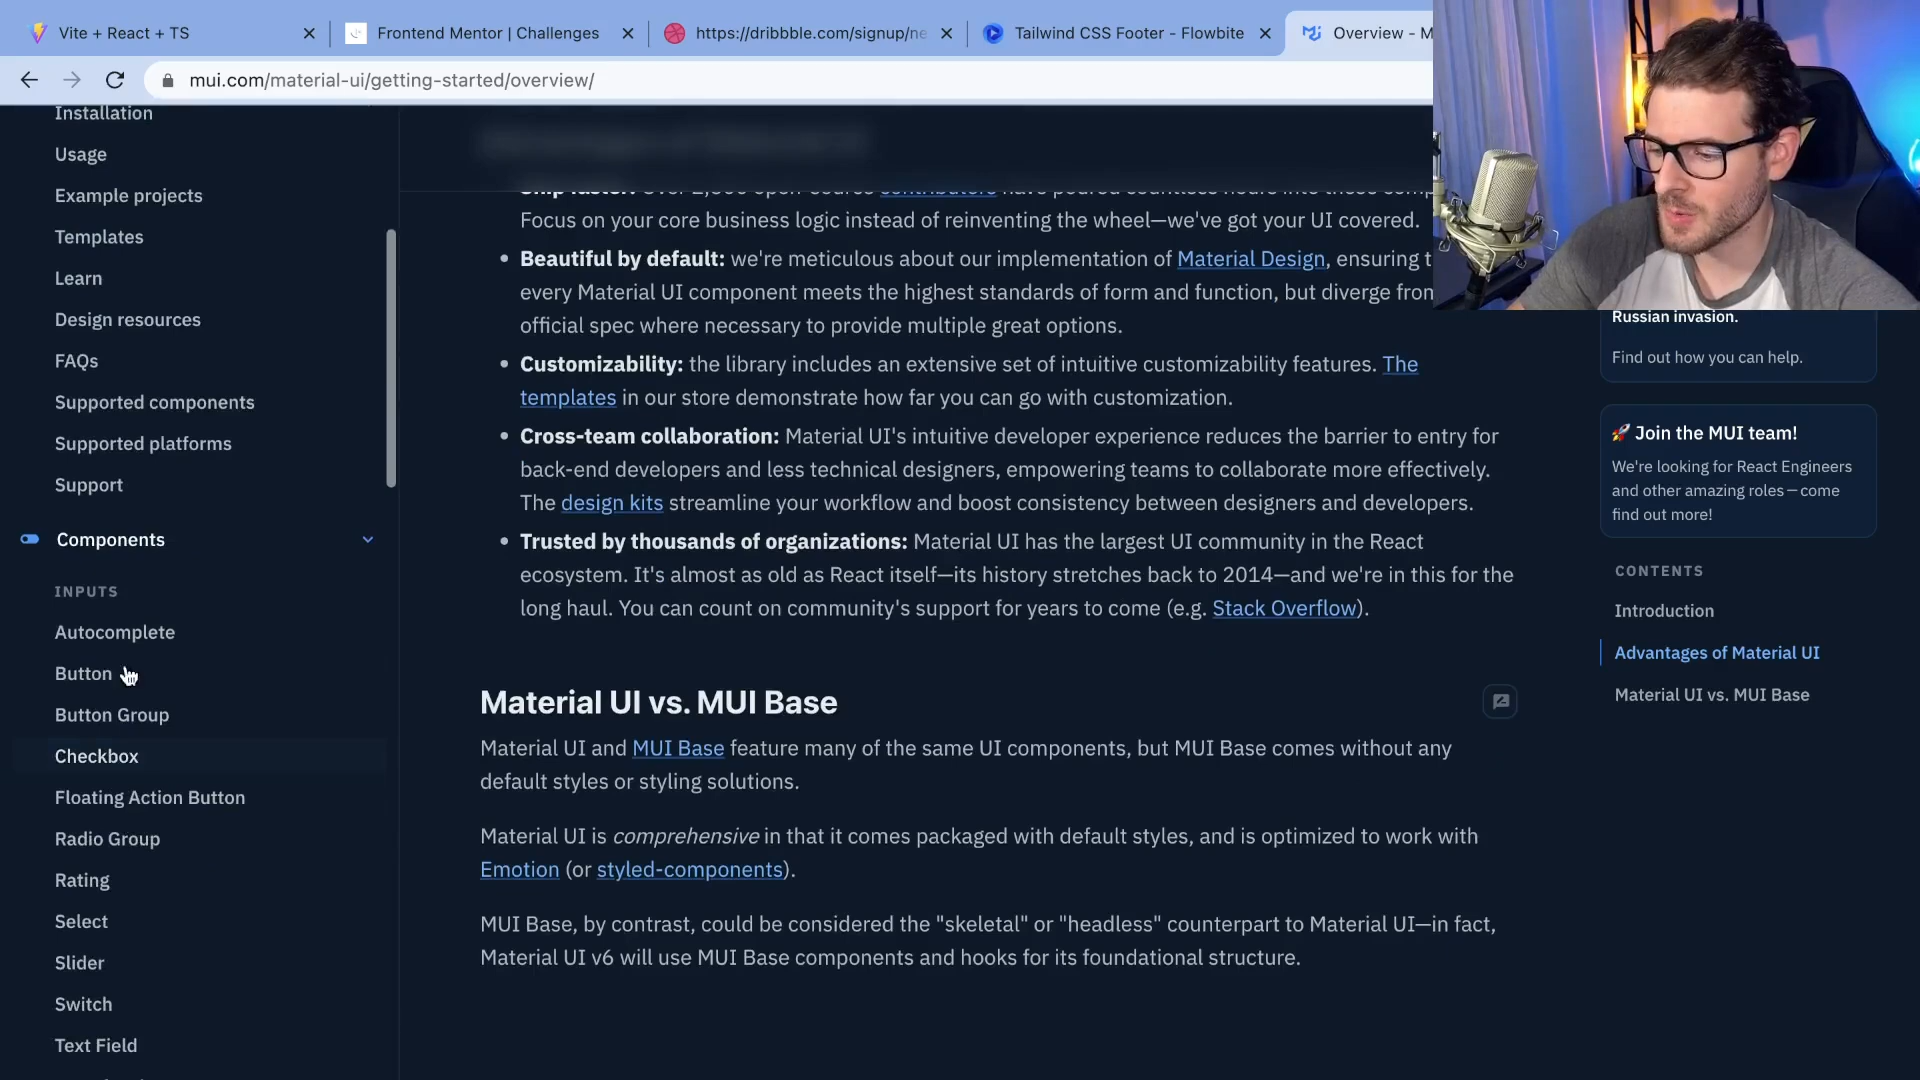 Vite + React + TS
Frontend Mentor | Challenges
https://dribbble.com/signup/ne
Tailwind CSS Footer - Flowbite
Overview - M
mui.com/material-ui/getting-started/overview/
Installation
Usage
Example projects
Templates
Learn
Design resources
FAQs
Supported components
Supported platforms
Support
Components
INPUTS
Autocomplete
Button
Button Group
Checkbox
Floating Action Button
Radio Group
Rating
Select
Slider
Switch
Text Field
Ship faster: Over 2,500 open-source contributors have poured countless hours into these
Focus on your core business logic instead of reinventing the wheel—we've got your UI covered.
• Beautiful by default: we're meticulous about our implementation of Material Design, ensuring
every Material UI component meets the highest standards of form and function, but diverge from
official spec where necessary to provide multiple great options.
• Customizability: the library includes an extensive set of intuitive customizability features. The
templates in our store demonstrate how far you can go with customization.
• Cross-team collaboration: Material UI's intuitive developer experience reduces the barrier to entry for
back-end developers and less technical designers, empowering teams to collaborate more effectively.
The design kits streamline your workflow and boost consistency between designers and developers.
• Trusted by thousands of organizations: Material UI has the largest UI community in the React
ecosystem. It's almost as old as React itself—its history stretches back to 2014—and we're in this for the
long haul. You can count on community's support for years to come (e.g. Stack Overflow).
Material UI vs. MUI Base
Material UI and MUI Base feature many of the same UI components, but MUI Base comes without any
default styles or styling solutions.
Material UI is comprehensive in that it comes packaged with default styles, and is optimized to work with
Emotion (or styled-components).
MUI Base, by contrast, could be considered the "skeletal" or "headless" counterpart to Material UI—in fact,
Material UI v6 will use MUI Base components and hooks for its foundational structure.
Russian invasion.
Find out how you can help.
🚀 Join the MUI team!
We're looking for React Engineers
and other amazing roles – come
find out more!
CONTENTS
Introduction
Advantages of Material UI
Material UI vs. MUI Base